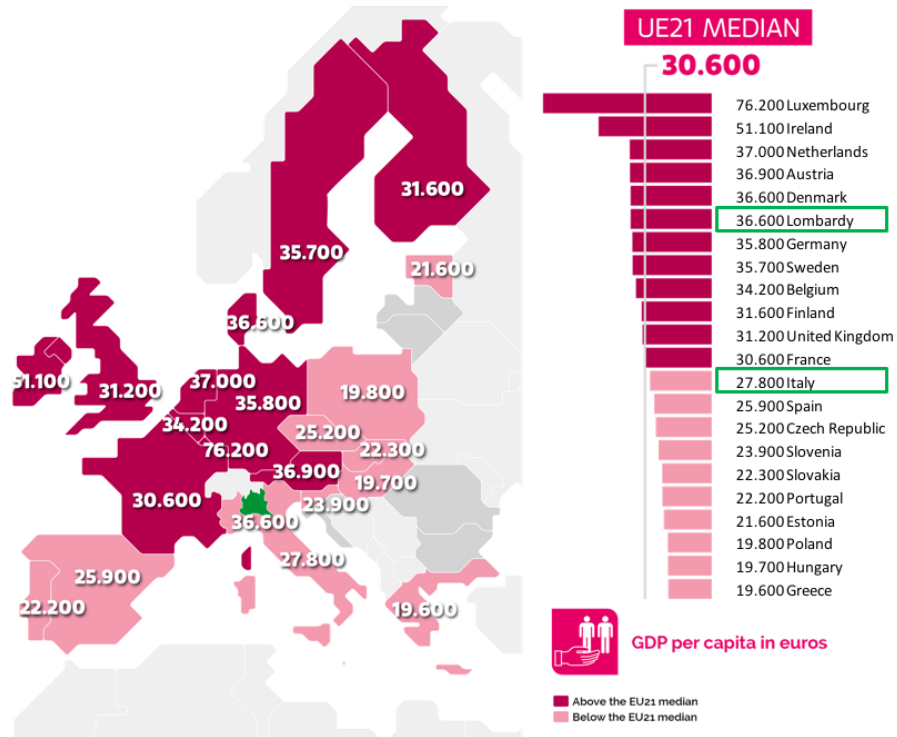 UE21 MEDIAN
30.600
76.200 Luxembourg
51.100 Ireland
37.000 Netherlands
36.900 Austria
36.600 Denmark
36.600 Lombardy
35.800 Germany
35.700 Sweden
34.200 Belgium
31.600 Finland
31.200 United Kingdom
30.600 France
27.800 Italy
25.900 Spain
25.200 Czech Republic
23.900 Slovenia
22.300 Slovakia
22.200 Portugal
21.600 Estonia
19.800 Poland
19.700 Hungary
19.600 Greece
GDP per capita in euros
Above the EU21 median
Below the EU21 median
31.600
35.700
21.600
36.600
51.100
31.200
37.000
35.800
19.800
34.200
25.200
76.200
22.300
36.900
19.700
30.600
23.900
36.600
27.800
25.900
22.200
19.600